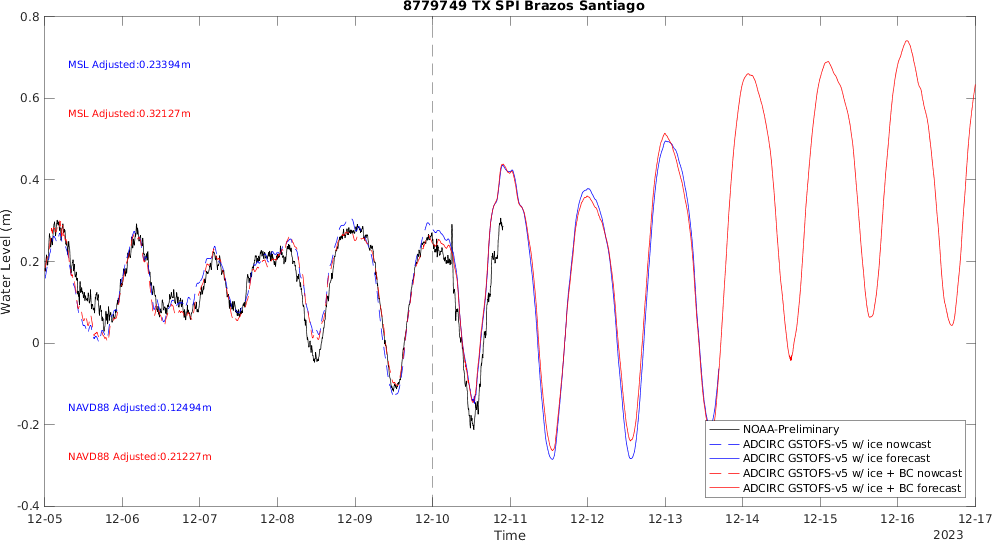 8779749 TX SPI Brazos Santiago
0.8
0.6
0.4
0.2
0
-0.2
-0.4
Water Level (m)
MSL Adjusted:0.23394m
MSL Adjusted:0.32127m
NAVD88 Adjusted:0.12494m
NAVD88 Adjusted:0.21227m
NOAA-Preliminary
ADCIRC GSTOFS-v5 w/ ice nowcast
ADCIRC GSTOFS-v5 w/ ice forecast
ADCIRC GSTOFS-v5 w/ ice + BC nowcast
ADCIRC GSTOFS-v5 w/ ice + BC forecast
12-05 12-06 12-07 12-08 12-09 12-10 12-11 12-12 12-13 12-14 12-15 12-16 12-17
Time
2023